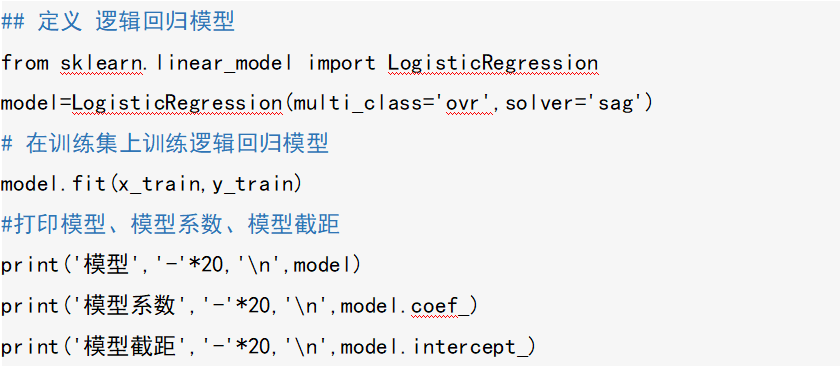 ## 定义 逻辑回归模型
from sklearn.linear_model import LogisticRegression
model=LogisticRegression(multi_class='ovr',solver='sag')
# 在训练集上训练逻辑回归模型
model.fit(x_train,y_train)
#打印模型、模型系数、模型截距
print('模型','-'*20,'\n',model)
print('模型系数','-'*20,'\n',model.coef_)
print('模型截距','-'*20,'\n',model.intercept_)